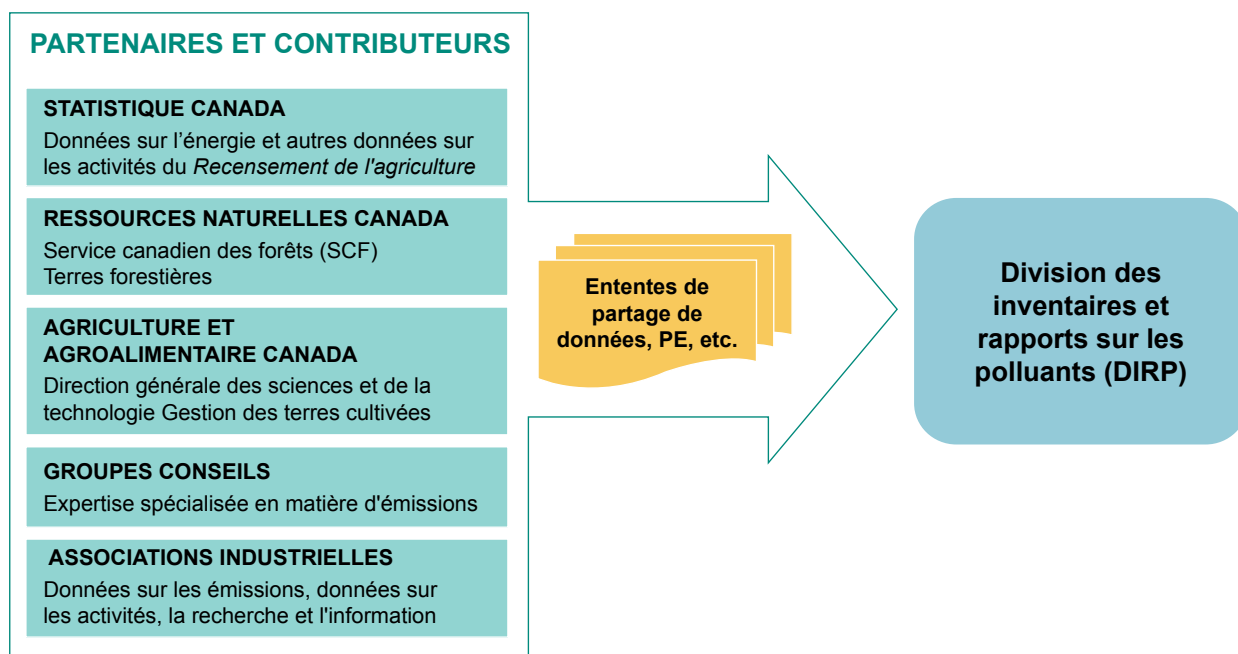 PARTENAIRES ET CONTRIBUTEURS
STATISTIQUE CANADA
Données sur l’énergie et autres données sur
les activités du Recensement de l'agriculture
RESSOURCES NATURELLES CANADA
Service canadien des forêts (SCF)
Terres forestières
AGRICULTURE ET
AGROALIMENTAIRE CANADA
Direction générale des sciences et de la
technologie Gestion des terres cultivées
GROUPES CONSEILS
Expertise spécialisée en matière d'émissions
ASSOCIATIONS INDUSTRIELLES
Données sur les émissions, données sur
les activités, la recherche et l'information
Ententes de
partage de
données, PE, etc.
Division des
inventaires et
rapports sur les
polluants (DIRP)